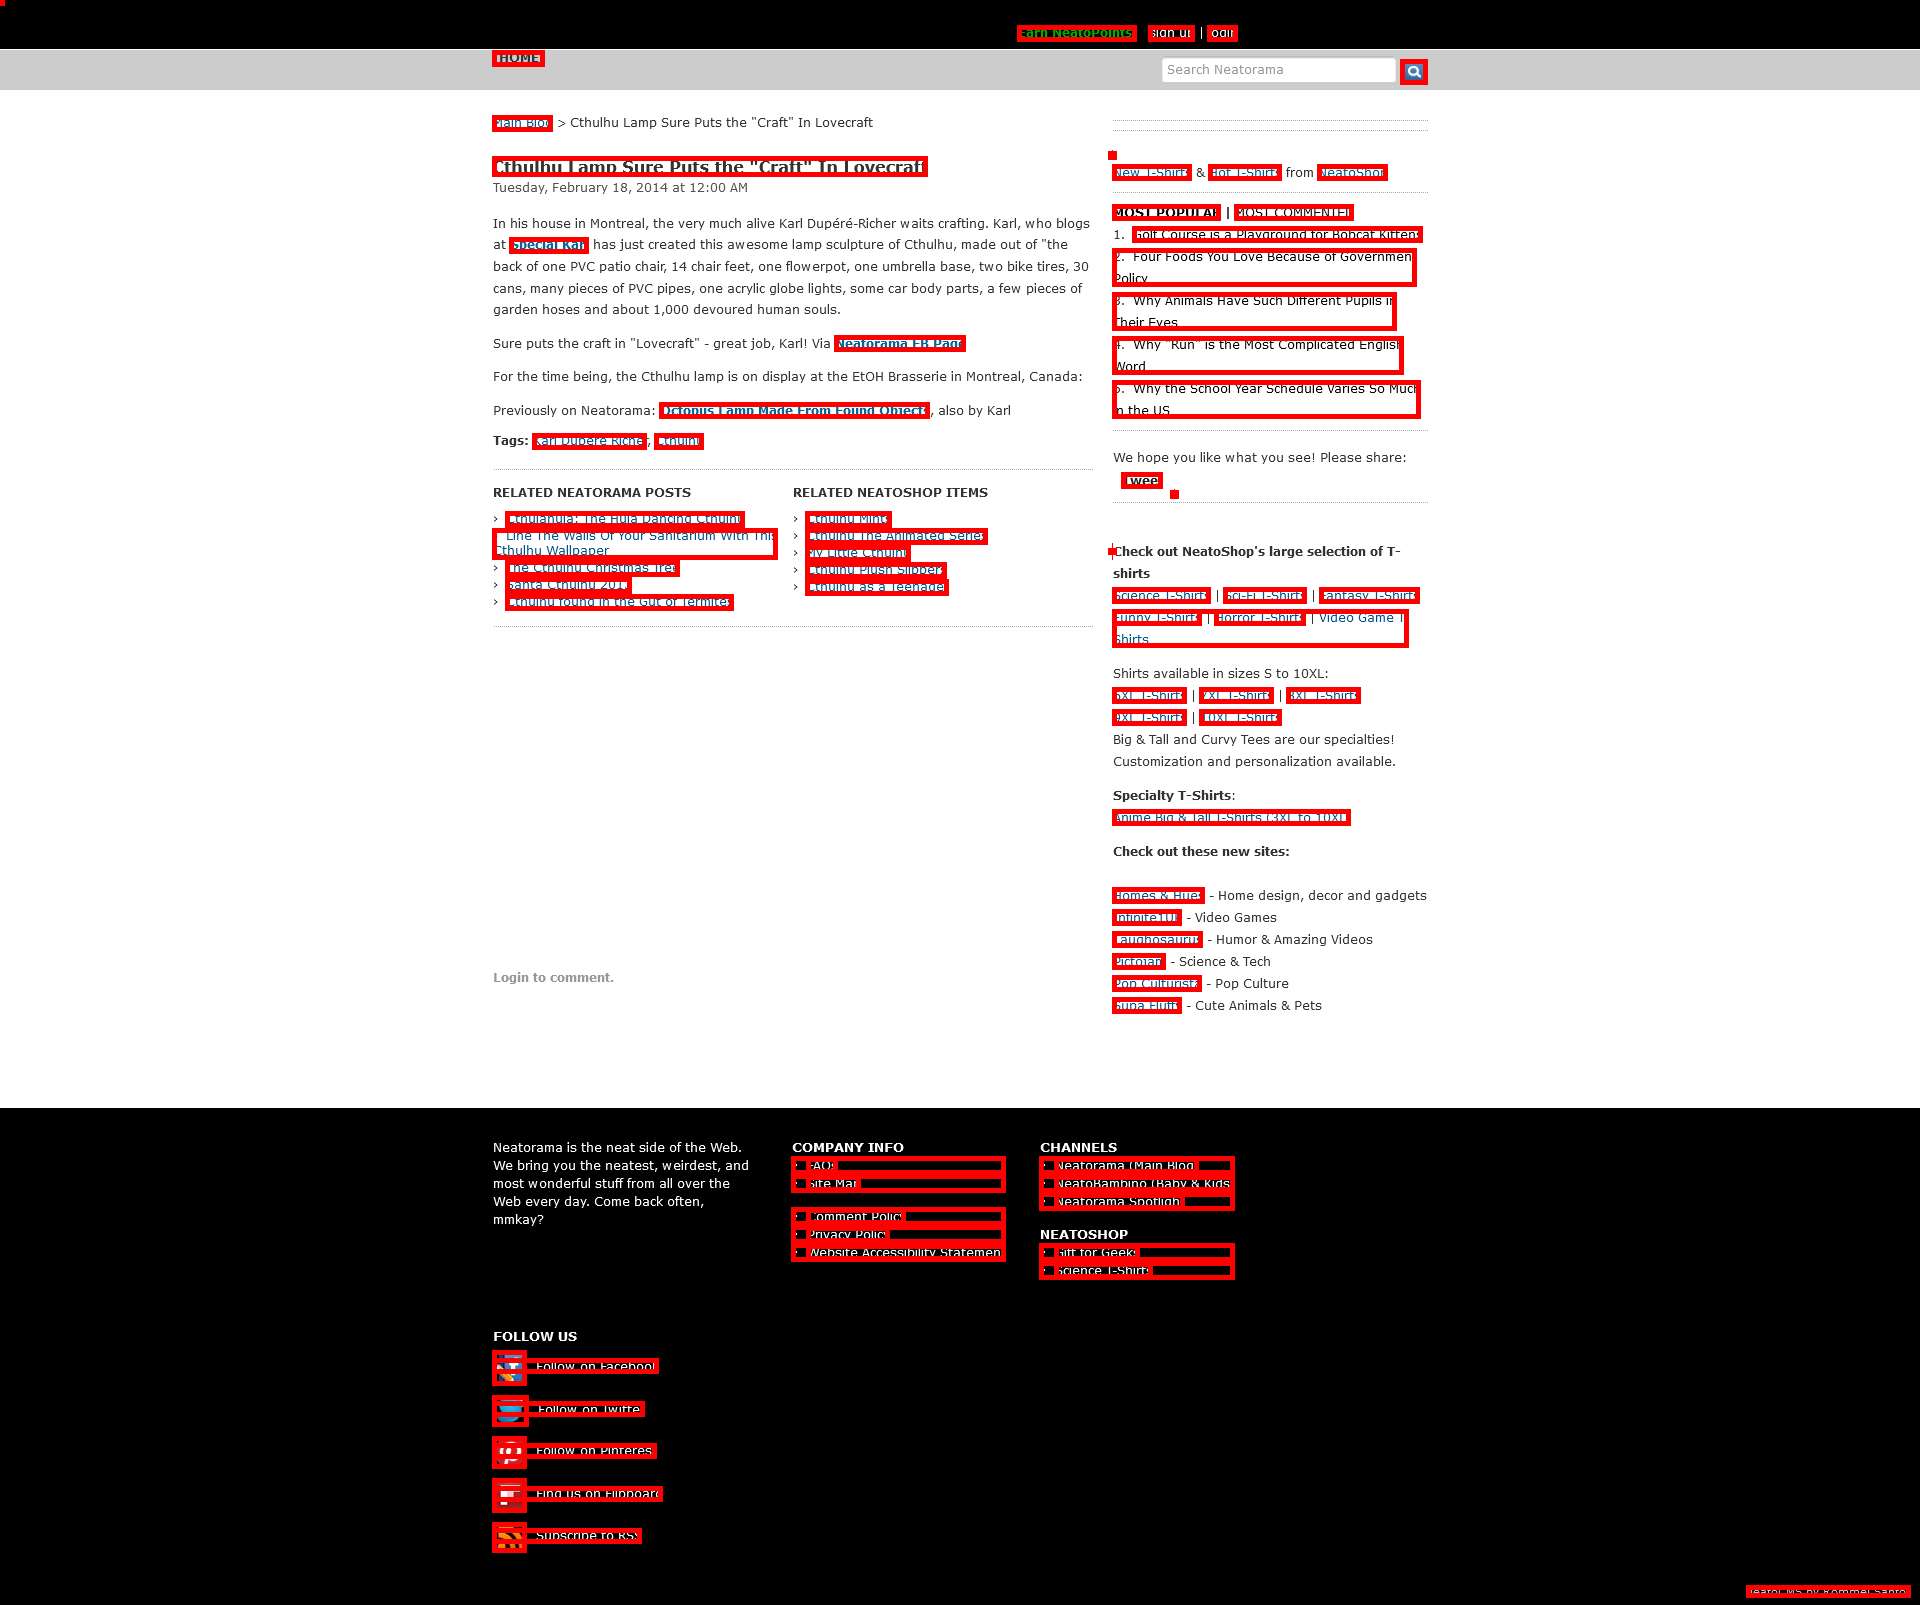 Earn NeatoPoints sign up | login
HOME
Search Neatorama
Main Blog > Cthulhu Lamp Sure Puts the "Craft" In Lovecraft
Cthulhu Lamp Sure Puts the "Craft" In Lovecraft
Tuesday, February 18, 2014 at 12:00 AM
In his house in Montreal, the very much alive Karl Dupéré-Richer waits crafting. Karl, who blogs
at Special Karl has just created this awesome lamp sculpture of Cthulhu, made out of "the
back of one PVC patio chair, 14 chair feet, one flowerpot, one umbrella base, two bike tires, 30
cans, many pieces of PVC pipes, one acrylic globe lights, some car body parts, a few pieces of
garden hoses and about 1,000 devoured human souls.
Sure puts the craft in "Lovecraft" - great job, Karl! Via Neatorama FB Page
For the time being, the Cthulhu lamp is on display at the EtOH Brasserie in Montreal, Canada:
Previously on Neatorama: Octopus Lamp Made From Found Objects, also by Karl
Tags: Karl Dupere Richer, Cthulhu
RELATED NEATORAMA POSTS
› Cthulahula: The Hula Dancing Cthulhu
Line The Walls Of Your Sanitarium With This
Cthulhu Wallpaper
› The Cthulhu Christmas Tree
› Santa Cthulhu 2013
› Cthulhu found in the Gut of Termites
RELATED NEATOSHOP ITEMS
› Cthulhu Mints
› Cthulhu The Animated Series
› My Little Cthulhu
› Cthulhu Plush Slippers
› Cthulhu as a Teenager
Login to comment.
New T-Shirts & Hot T-Shirts from NeatoShop
MOST POPULAR | MOST COMMENTED
1. Golf Course is a Playground for Bobcat Kittens
2. Four Foods You Love Because of Government
Policy
3. Why Animals Have Such Different Pupils in
Their Eyes
4. Why "Run" is the Most Complicated English
Word
5. Why the School Year Schedule Varies So Much
in the US
We hope you like what you see! Please share:
Tweet
Check out NeatoShop's large selection of T-
shirts
Science T-Shirts | Sci-Fi T-Shirts | Fantasy T-Shirts
Funny T-Shirts | Horror T-Shirts | Video Game T-
Shirts
Shirts available in sizes S to 10XL:
6XL T-Shirts | 7XL T-Shirts | 8XL T-Shirts
9XL T-Shirts | 10XL T-Shirts
Big & Tall and Curvy Tees are our specialties!
Customization and personalization available.
Specialty T-Shirts:
Anime Big & Tall T-Shirts (3XL to 10XL)
Check out these new sites:
Homes & Hues - Home design, decor and gadgets
Infinite1UP - Video Games
Laughosaurus - Humor & Amazing Videos
Pictojam - Science & Tech
Pop Culturista - Pop Culture
Supa Fluffy - Cute Animals & Pets
Neatorama is the neat side of the Web.
We bring you the neatest, weirdest, and
most wonderful stuff from all over the
Web every day. Come back often,
mmkay?
COMPANY INFO
› FAQs
› Site Map
› Comment Policy
› Privacy Policy
› Website Accessibility Statement
CHANNELS
› Neatorama (Main Blog)
› NeatoBambino (Baby & Kids)
› Neatorama Spotlight
NEATOSHOP
› Gift for Geeks
› Science T-Shirts
FOLLOW US
Follow on Facebook
Follow on Twitter
Follow on Pinterest
Find us on Flipboard
Subscribe to RSS
NeatoCMS by Rommel Santor